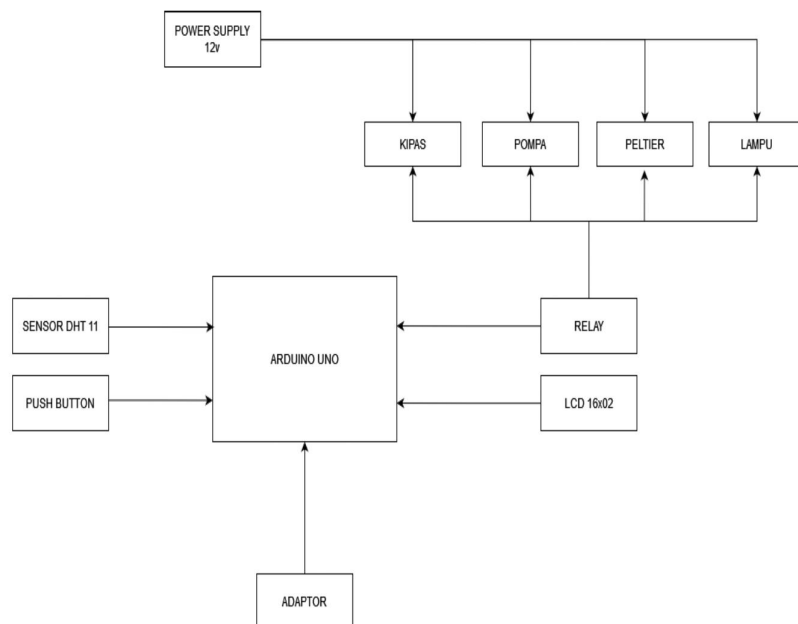 POWER SUPPLY
12v
KIPAS
POMPA
PELTIER
LAMPU
SENSOR DHT 11
ARDUINO UNO
RELAY
PUSH BUTTON
LCD 16x02
ADAPTOR